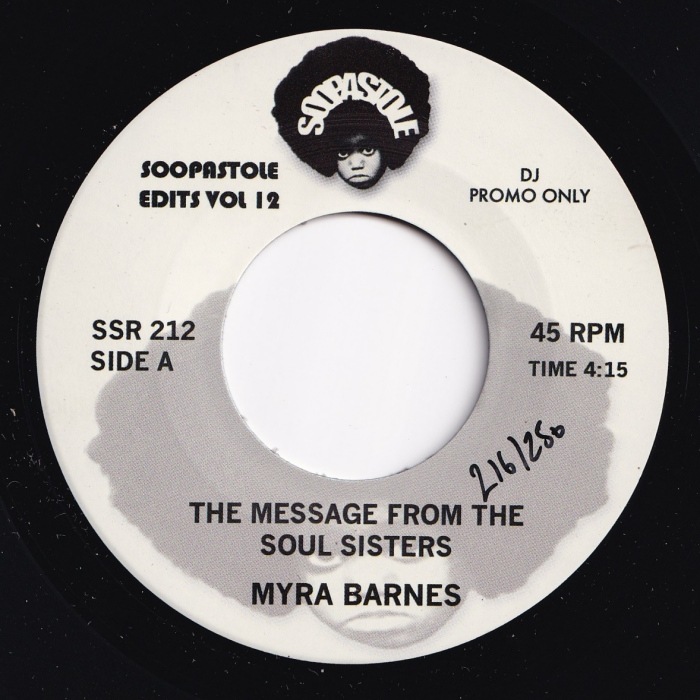 SOOPASTOLE
SOOPASTOLE
EDITS VOL 12
DJ
PROMO ONLY
SSR 212
SIDE A
45 RPM
TIME 4:15
216/250
THE MESSAGE FROM THE
SOUL SISTERS
MYRA BARNES